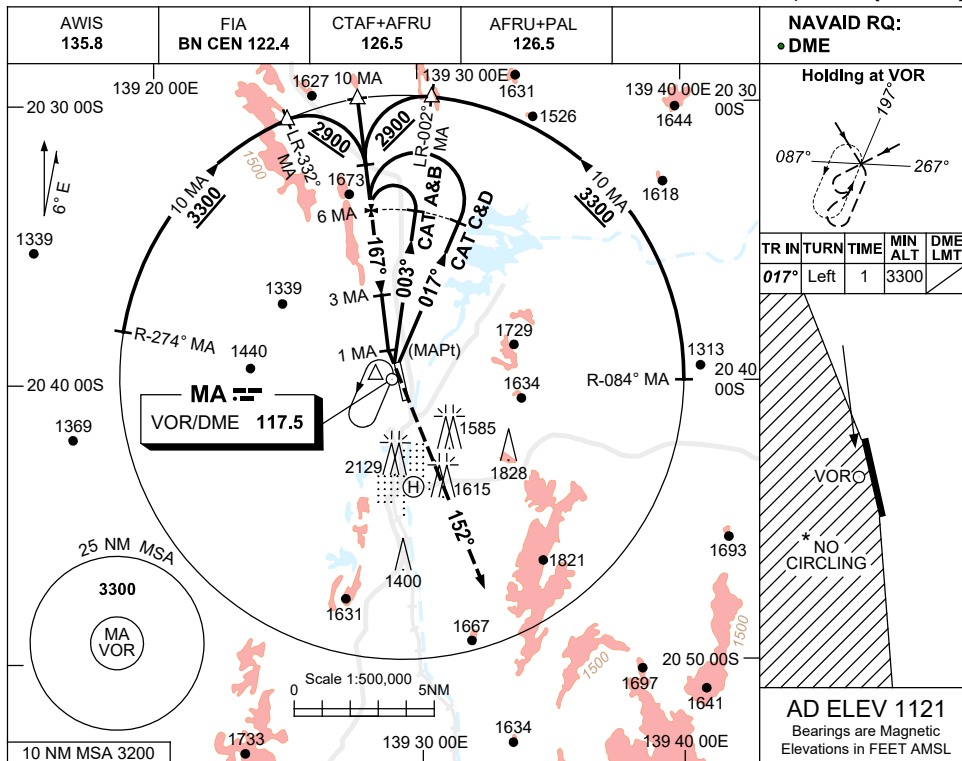 AWIS
135.8
FIA
BN CEN 122.4
CTAF+AFRU
126.5
AFRU+PAL
126.5
NAVAID RQ:
DME
139 20 00E
1627
10 MA
139 30 00E
1631
139 40 00E
20 30
00S
20 30 00S
1526
1644
LR-332°
MA
2900
2900
LR-002°
MA
1500
1673
1618
10 MA
3300
10 MA
3300
6° E
6 MA
CAT A&B
CAT C&D
167°
003°
017°
1339
1339
3 MA
R-274° MA
1 MA
(MAPt)
1729
1440
1313
1634
R-084° MA
20 40 00S
20 40
00S
MA
VOR/DME 117.5
1369
1585
2129
1828
1615
H
152°
1400
1821
1693
1631
1667
25 NM MSA
3300
MA
VOR
1500
1500
20 50 00S
1697
1641
Scale 1:500,000
0
5NM
1733
139 30 00E
1634
139 40 00E
10 NM MSA 3200
Holding at VOR
197°
087°
267°
TR IN TURN TIME MIN ALT DME LMT
017° Left 1 3300
VOR
* NO
CIRCLING
AD ELEV 1121
Bearings are Magnetic
Elevations in FEET AMSL